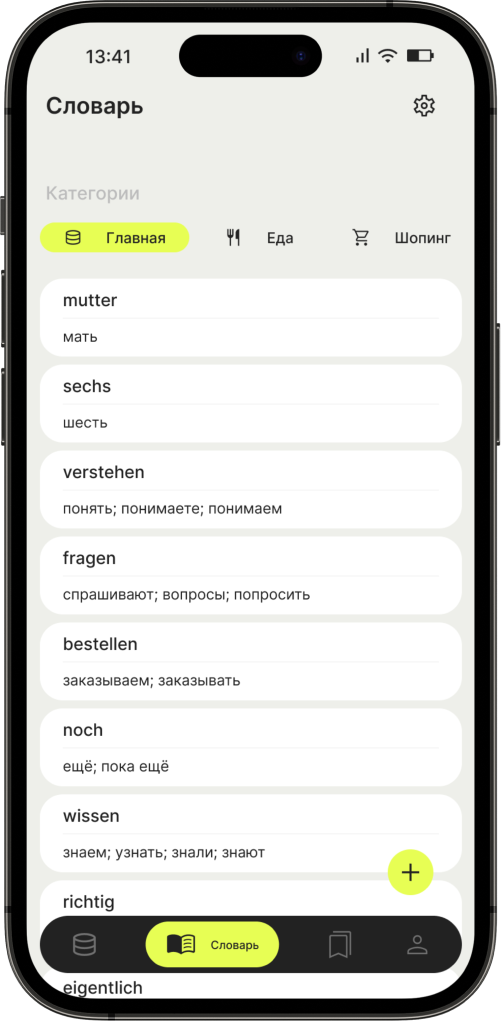 13:41
Словарь
Категории
Главная Еда Шопинг
mutter
мать
sechs
шесть
verstehen
понять; понимаете; понимаем
fragen
спрашивают; вопросы; попросить
bestellen
заказываем; заказывать
noch
ещё; пока ещё
wissen
знаем; узнать; знали; знают
richtig
Словарь
eigentlich